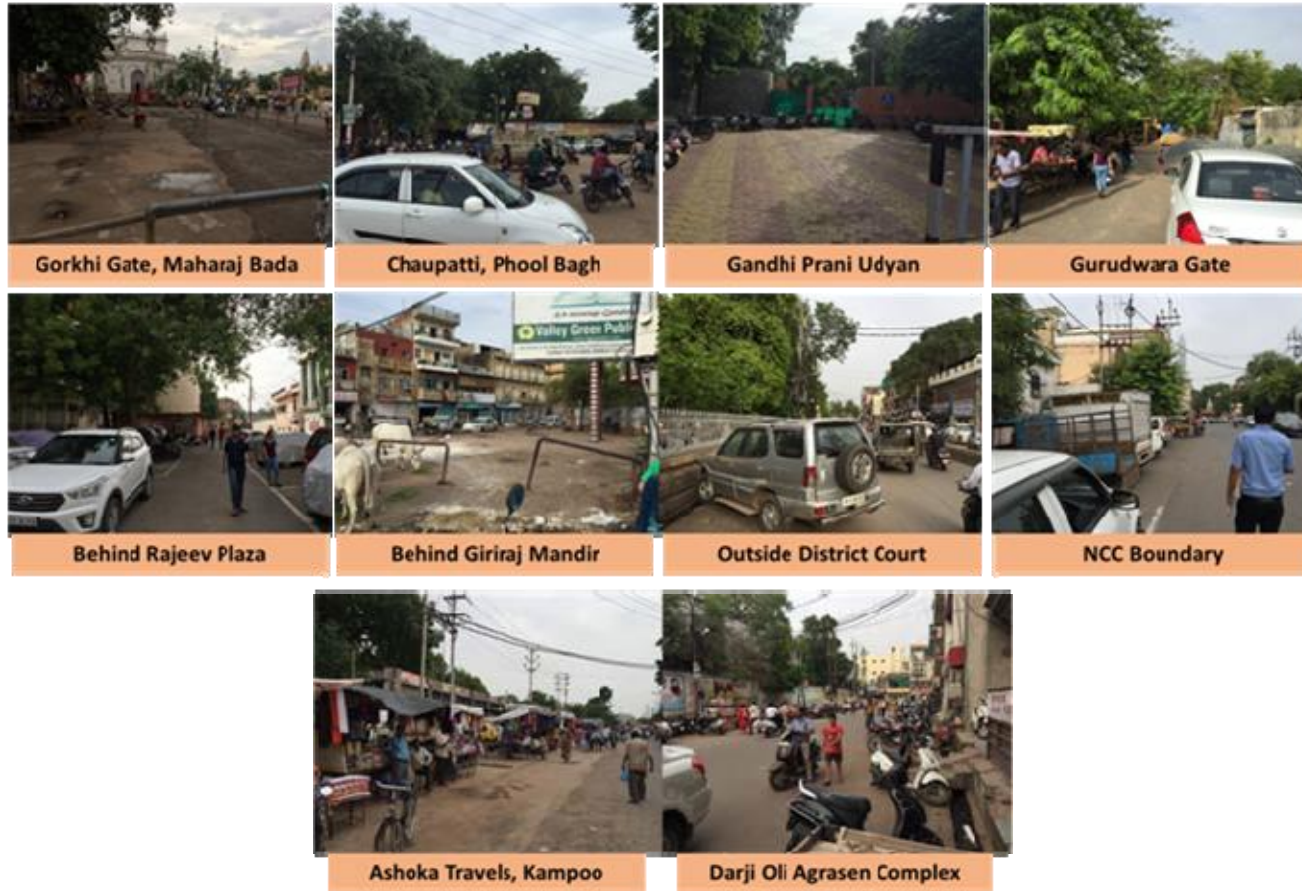 Gorkhi Gate, Maharaj Bada
Chaupatti, Phool Bagh
Gandhi Prani Udyan
Gurudwara Gate
Valley Green Publi
Behind Rajeev Plaza
Behind Giriraj Mandir
Outside District Court
NCC Boundary
Ashoka Travels, Kampoo
Darji Oli Agrasen Complex